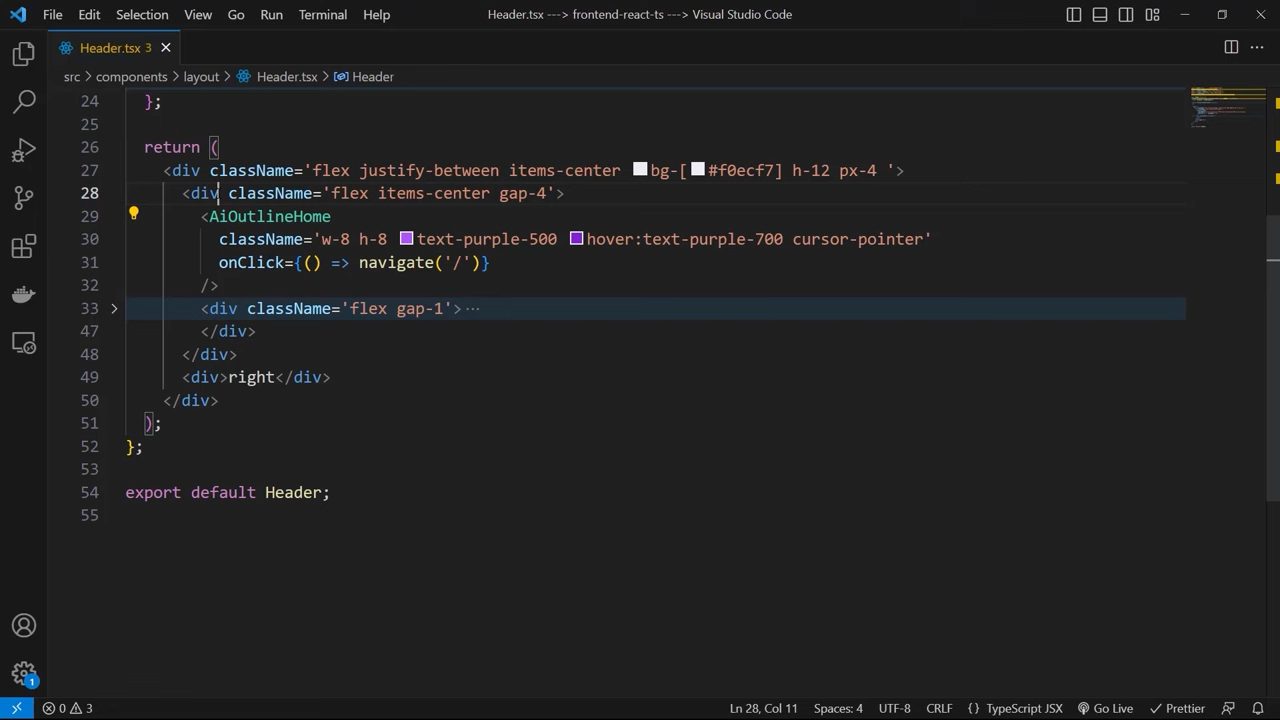 File Edit Selection View Go Run Terminal Help Header.tsx ---> frontend-react-ts - Visual Studio Code
Header.tsx 3
src > components > layout > Header.tsx > Header
24 };
25
26 return (
27 <div className='flex justify-between items-center bg-[#f0ecf7] h-12 px-4 '>
28 <div className='flex items-center gap-4'>
29 <AiOutlineHome
30 className='w-8 h-8 text-purple-500 hover:text-purple-700 cursor-pointer'
31 onClick={() => navigate('/')}
32 />
33 <div className='flex gap-1'>···
47 </div>
48 </div>
49 <div>right</div>
50 </div>
51 );
52 };
53
54 export default Header;
55
1
0 3 Ln 28, Col 11 Spaces: 4 UTF-8 CRLF {} TypeScript JSX Go Live Prettier